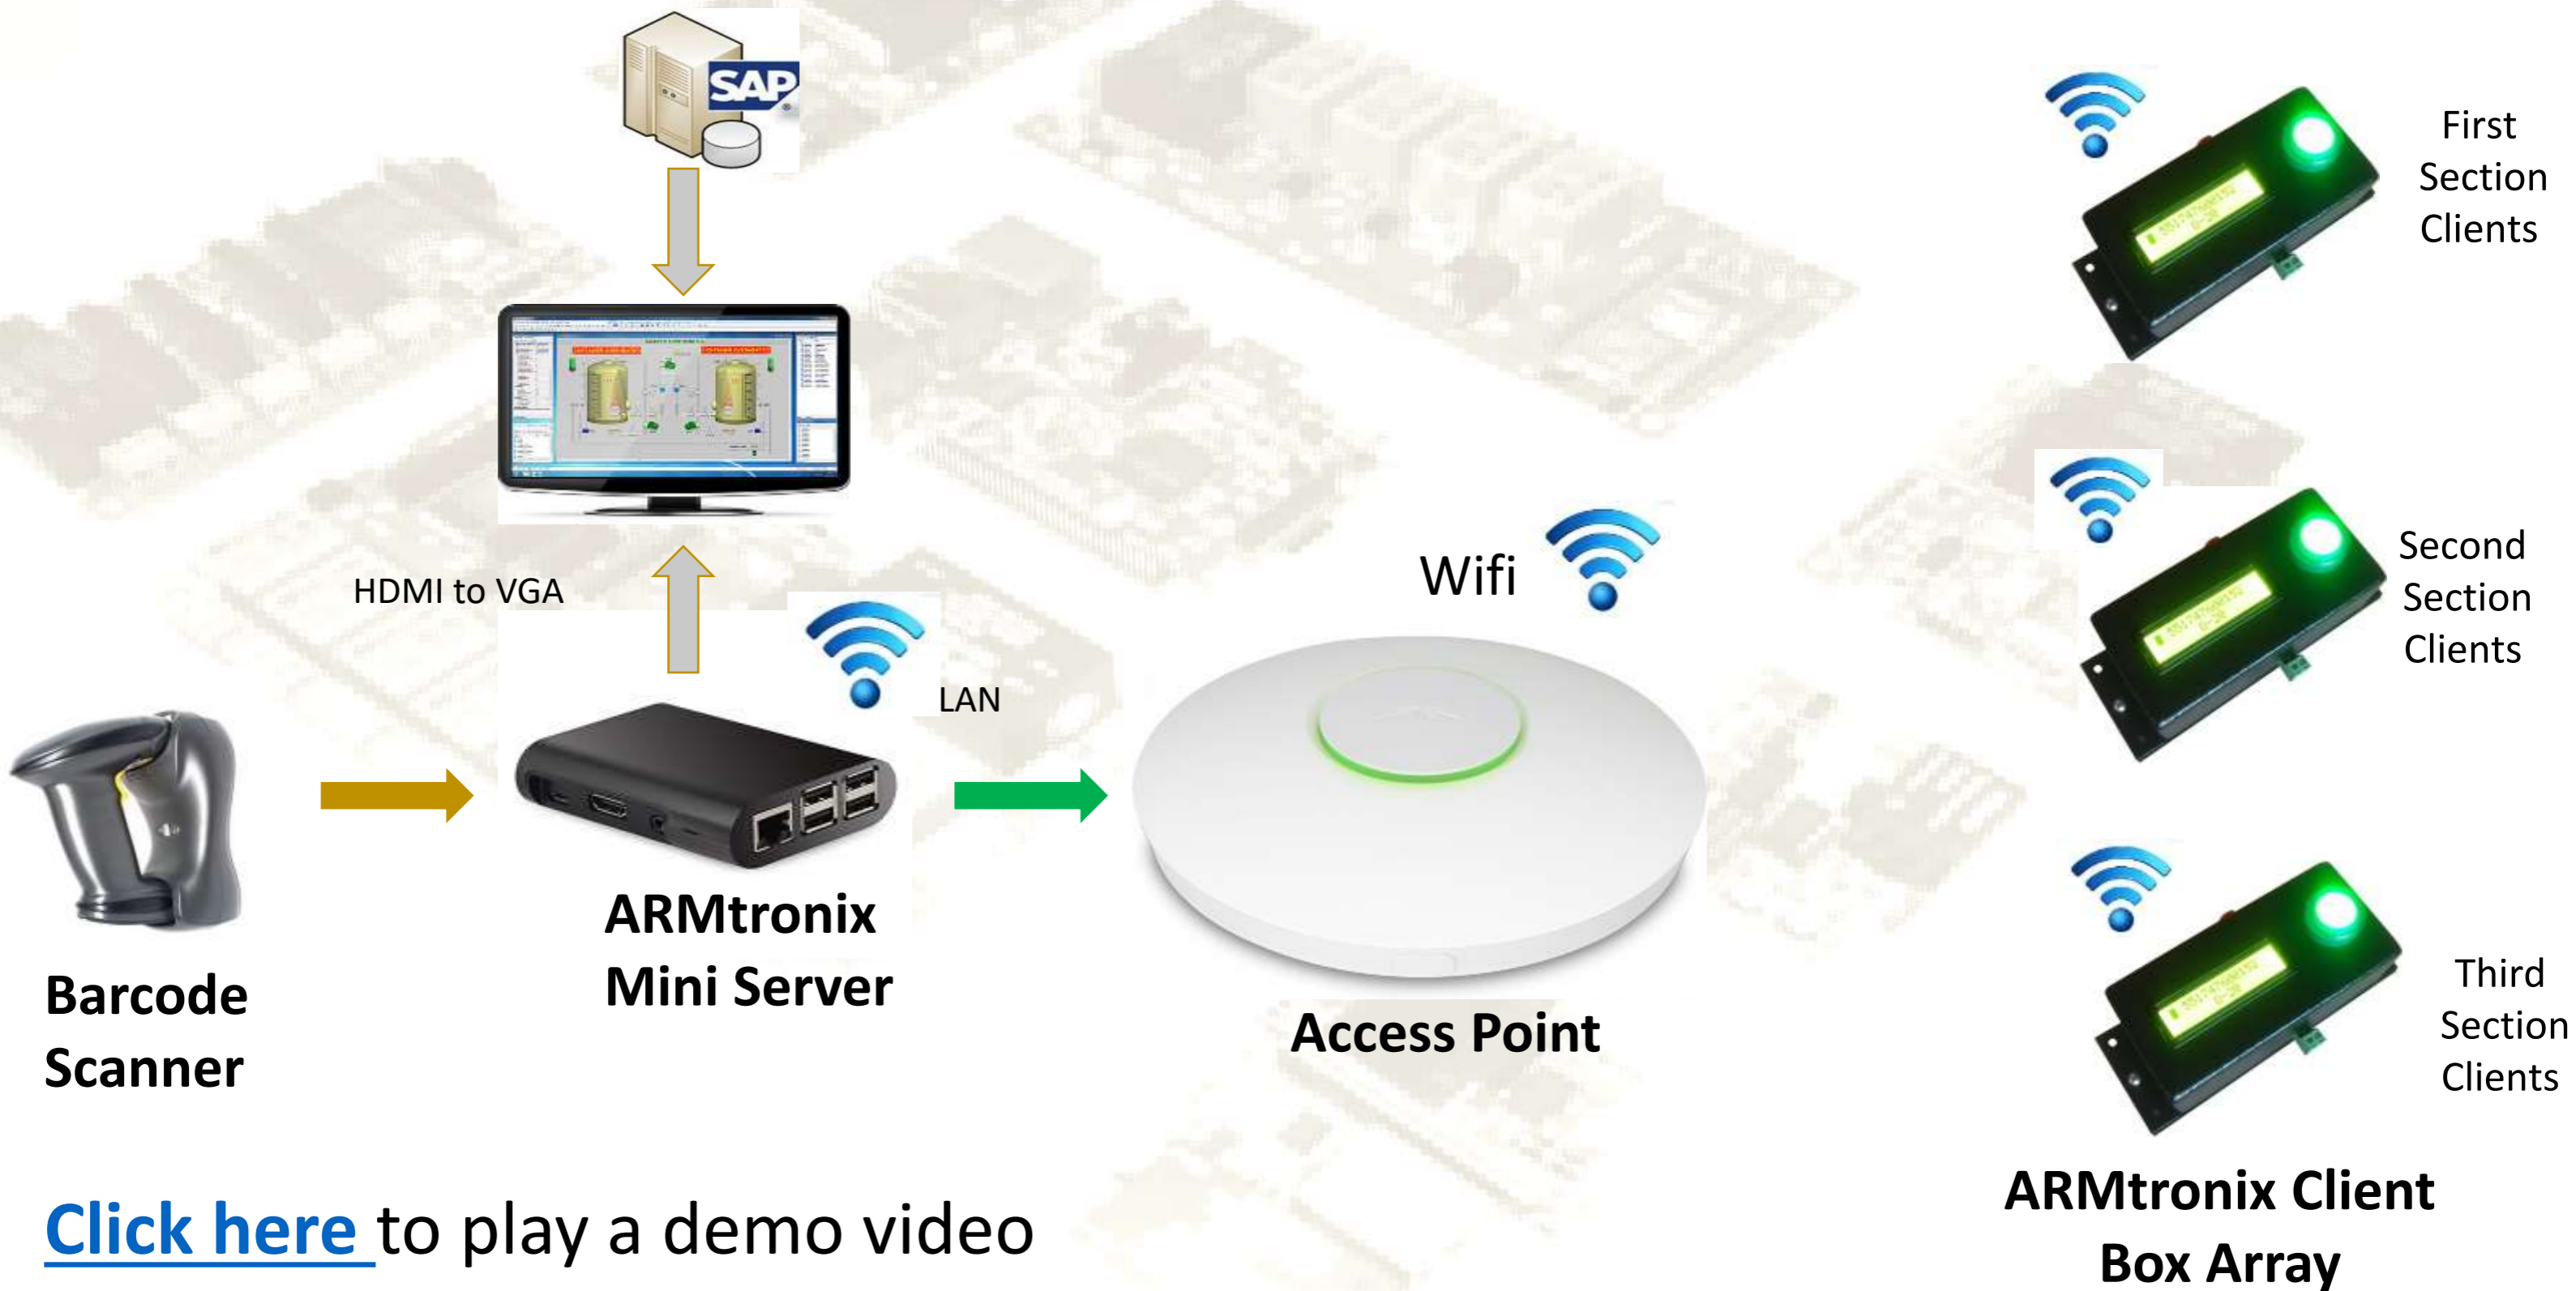 SAP
HDMI to VGA
LAN
Wifi
First
Section
Clients
Second
Section
Clients
Third
Section
Clients
Barcode
Scanner
ARMtronix
Mini Server
Access Point
ARMtronix Client
Box Array
Click here to play a demo video